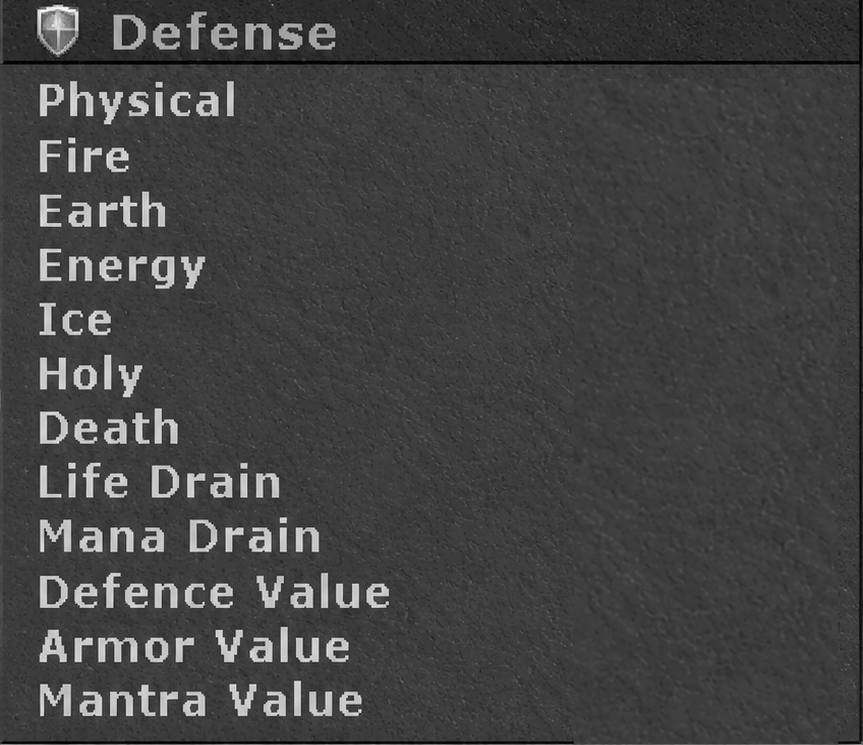 Defense
Physical
Fire
Earth
Energy
Ice
Holy
Death
Life Drain
Mana Drain
Defence Value
Armor Value
Mantra Value